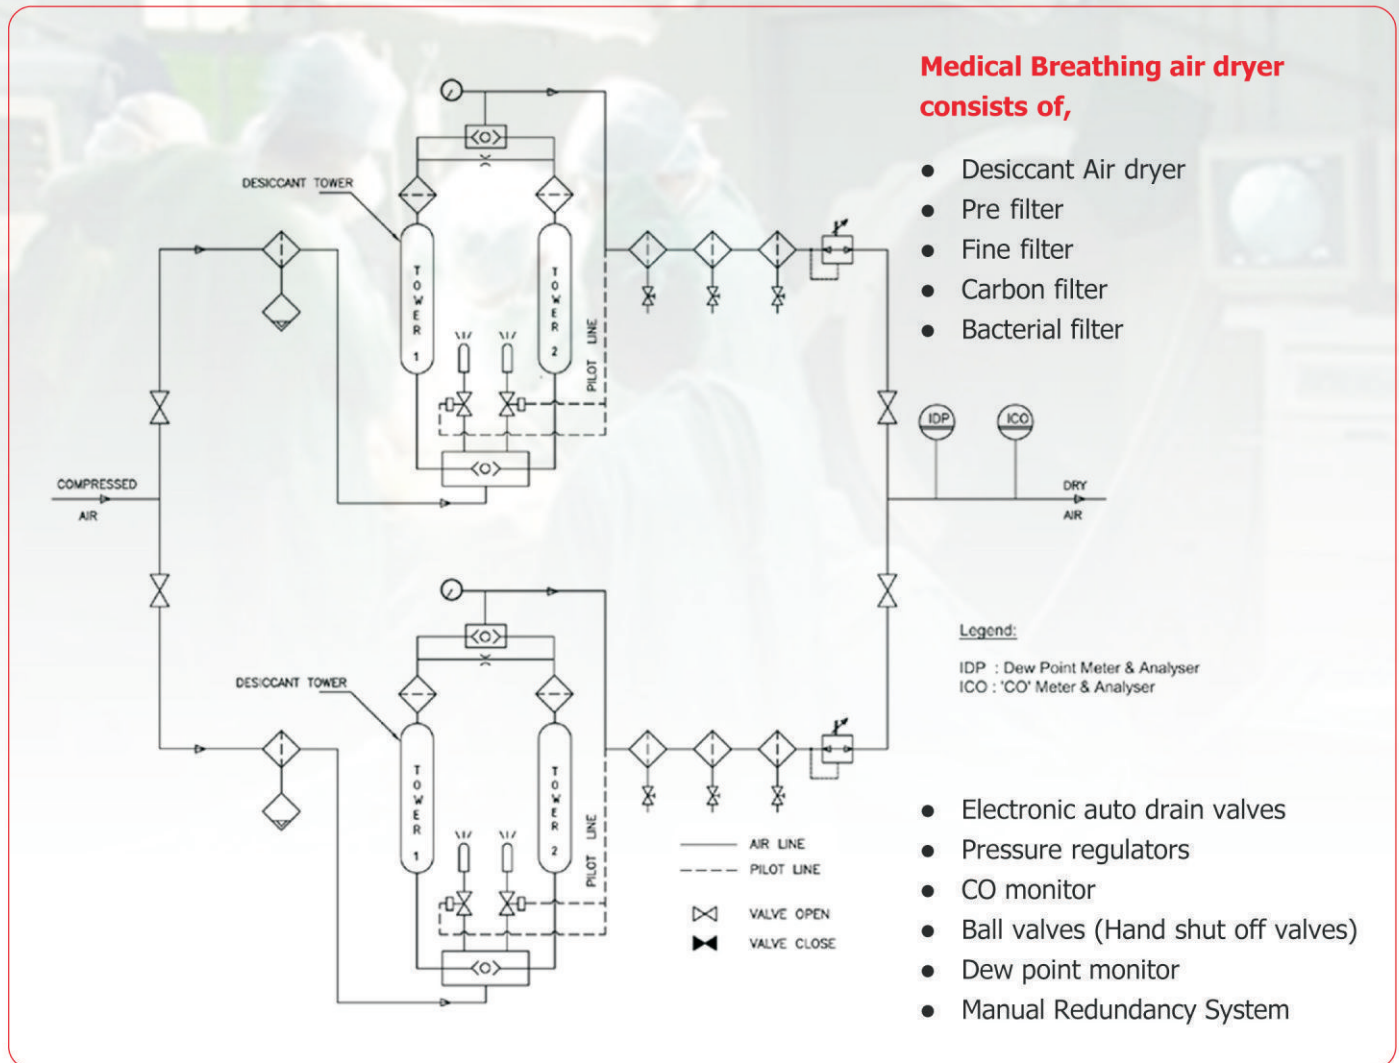 Medical Breathing air dryer
consists of,
● Desiccant Air dryer
● Pre filter
● Fine filter
● Carbon filter
● Bacterial filter
DESICCANT TOWER
TOWER 1
TOWER 2
PILOT LINE
COMPRESSED
AIR
IDP
ICO
DRY
AIR
Legend:
IDP : Dew Point Meter & Analyser
ICO : 'CO' Meter & Analyser
DESICCANT TOWER
TOWER 1
TOWER 2
PILOT LINE
AIR LINE
PILOT LINE
VALVE OPEN
VALVE CLOSE
● Electronic auto drain valves
● Pressure regulators
● CO monitor
● Ball valves (Hand shut off valves)
● Dew point monitor
● Manual Redundancy System